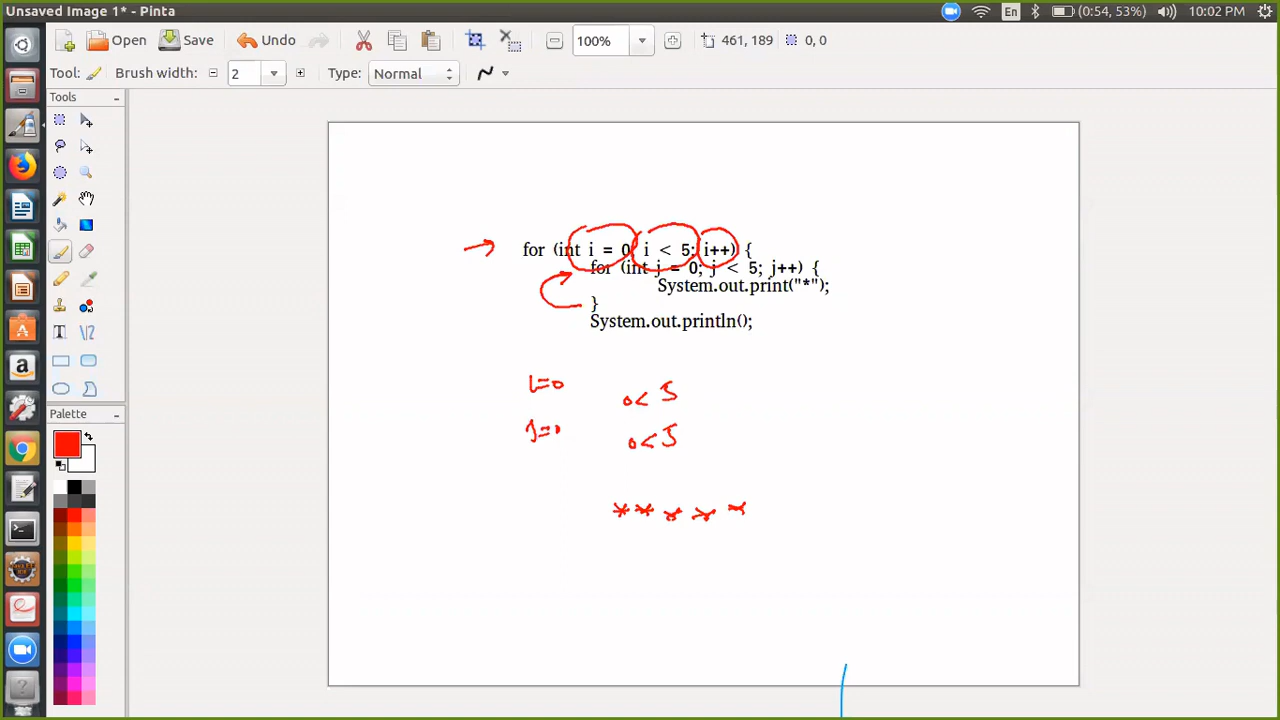 Unsaved Image 1* - Pinta
En (0:54, 53%) 10:02 PM
Open Save Undo 100% 461, 189 0, 0
Tool: Brush width: 2 Type: Normal
Tools
Palette
for (int i = 0; i < 5; i++) {
for (int j = 0; j < 5; j++) {
System.out.print("*");
}
System.out.println();
i=0 0< 5
j=0 0<5
* * * * *